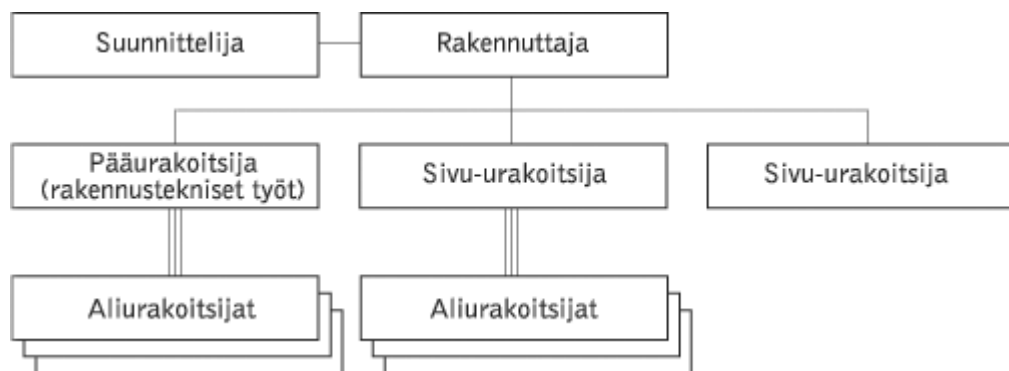 Suunnittelija
Rakennuttaja
Pääurakoitsija
(rakennustekniset työt)
Sivu-urakoitsija
Sivu-urakoitsija
Aliurakoitsijat
Aliurakoitsijat